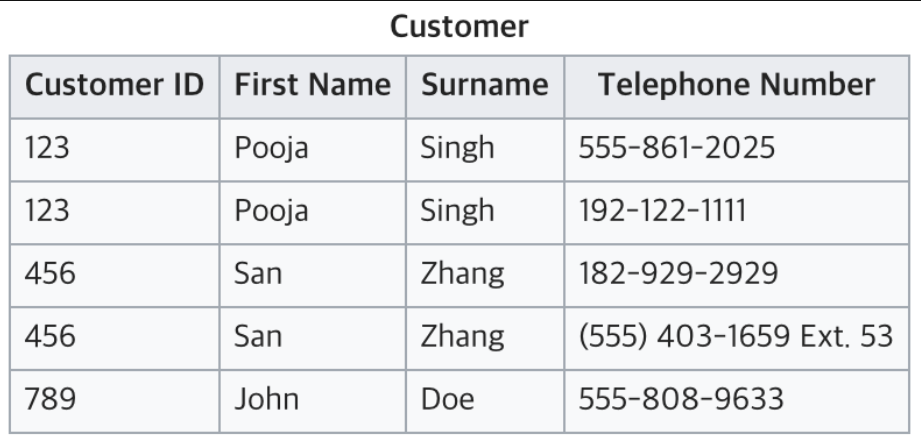 Customer
Customer ID First Name Surname Telephone Number
123 Pooja Singh 555-861-2025
123 Pooja Singh 192-122-1111
456 San Zhang 182-929-2929
456 San Zhang (555) 403-1659 Ext. 53
789 John Doe 555-808-9633